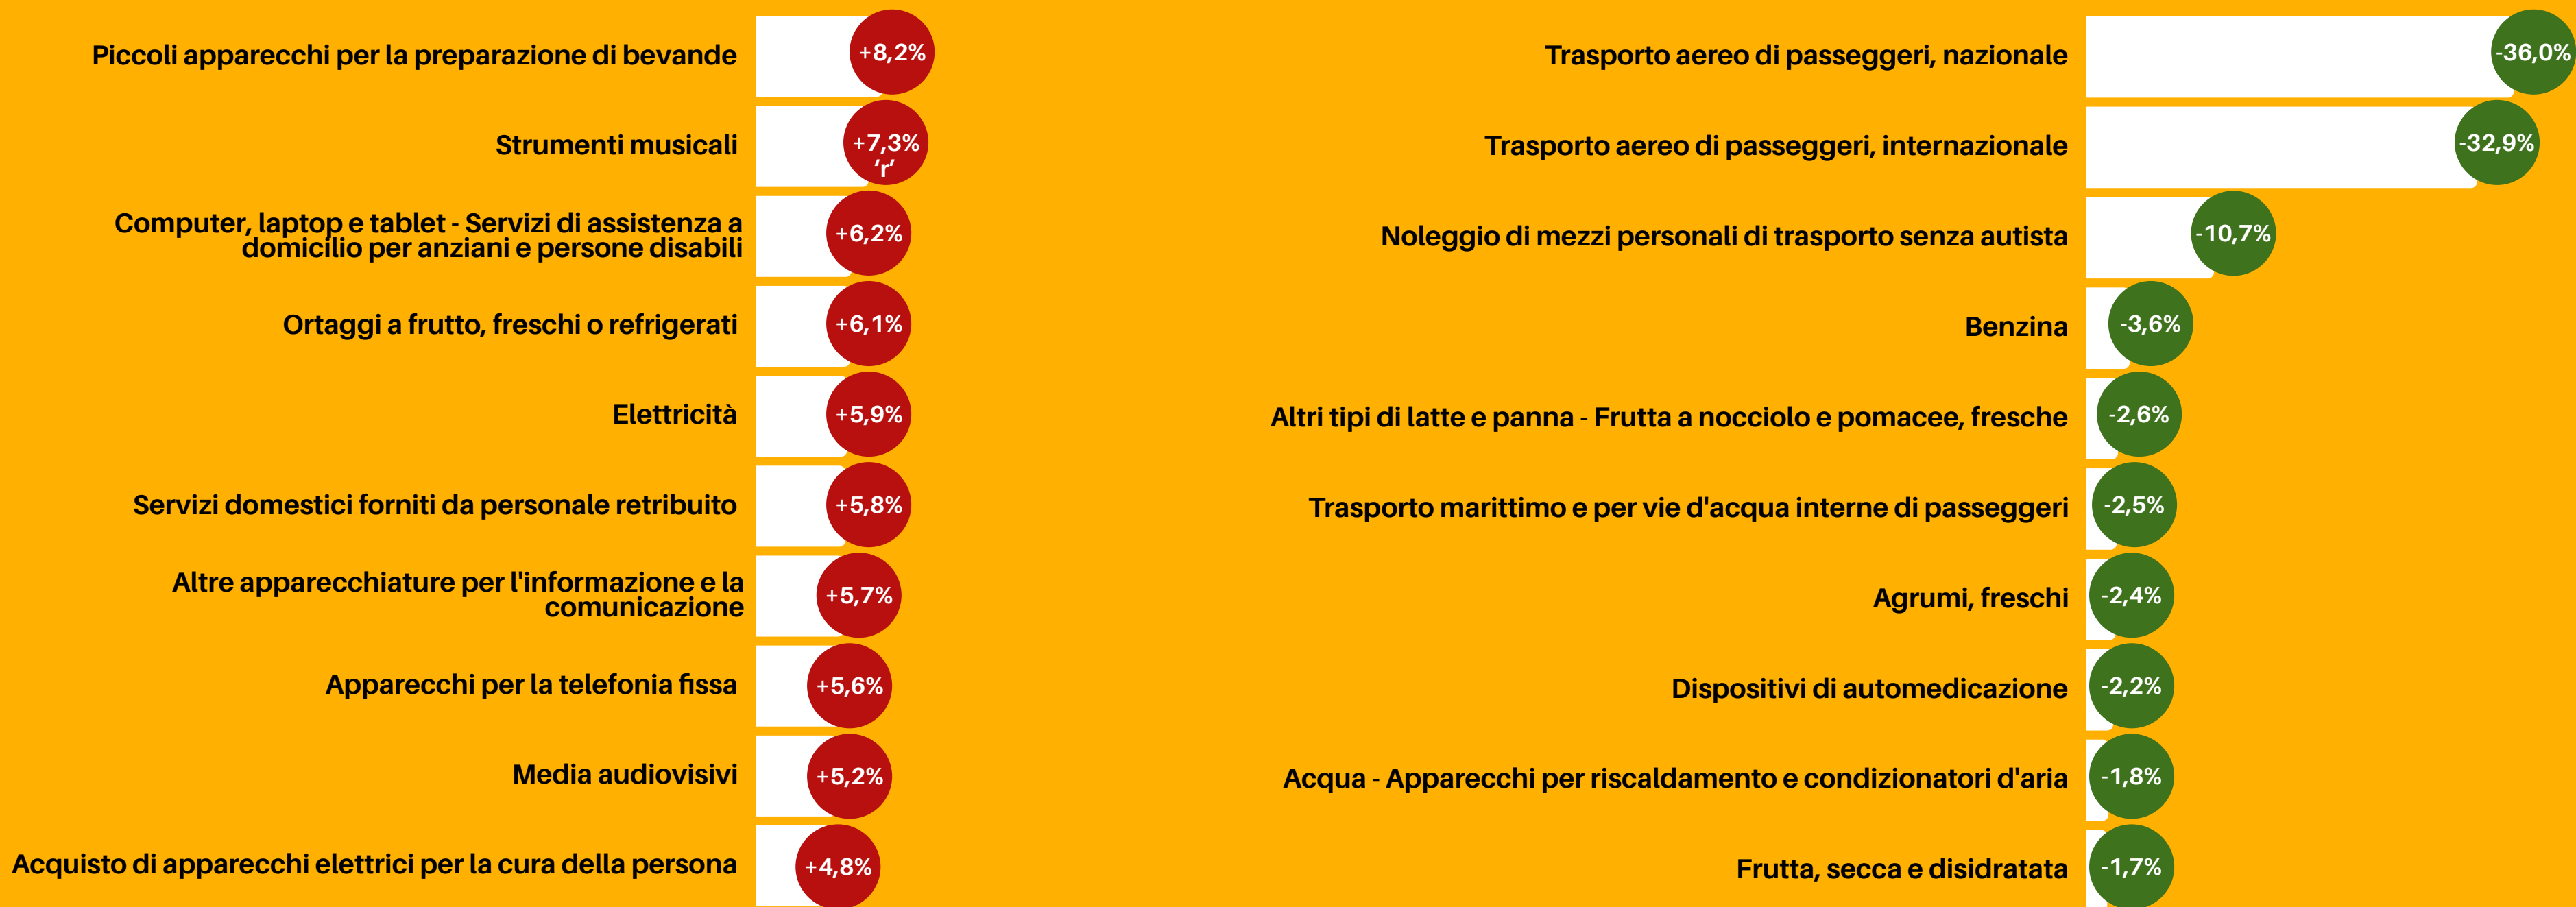 Piccoli apparecchi per la preparazione di bevande
+8,2%
Strumenti musicali
+7,3%
‘r’
Computer, laptop e tablet - Servizi di assistenza a
domicilio per anziani e persone disabili
+6,2%
Ortaggi a frutto, freschi o refrigerati
+6,1%
Elettricità
+5,9%
Servizi domestici forniti da personale retribuito
+5,8%
Altre apparecchiature per l'informazione e la
comunicazione
+5,7%
Apparecchi per la telefonia fissa
+5,6%
Media audiovisivi
+5,2%
Acquisto di apparecchi elettrici per la cura della persona
+4,8%
Trasporto aereo di passeggeri, nazionale
-36,0%
Trasporto aereo di passeggeri, internazionale
-32,9%
Noleggio di mezzi personali di trasporto senza autista
-10,7%
Benzina
-3,6%
Altri tipi di latte e panna - Frutta a nocciolo e pomacee, fresche
-2,6%
Trasporto marittimo e per vie d'acqua interne di passeggeri
-2,5%
Agrumi, freschi
-2,4%
Dispositivi di automedicazione
-2,2%
Acqua - Apparecchi per riscaldamento e condizionatori d'aria
-1,8%
Frutta, secca e disidratata
-1,7%